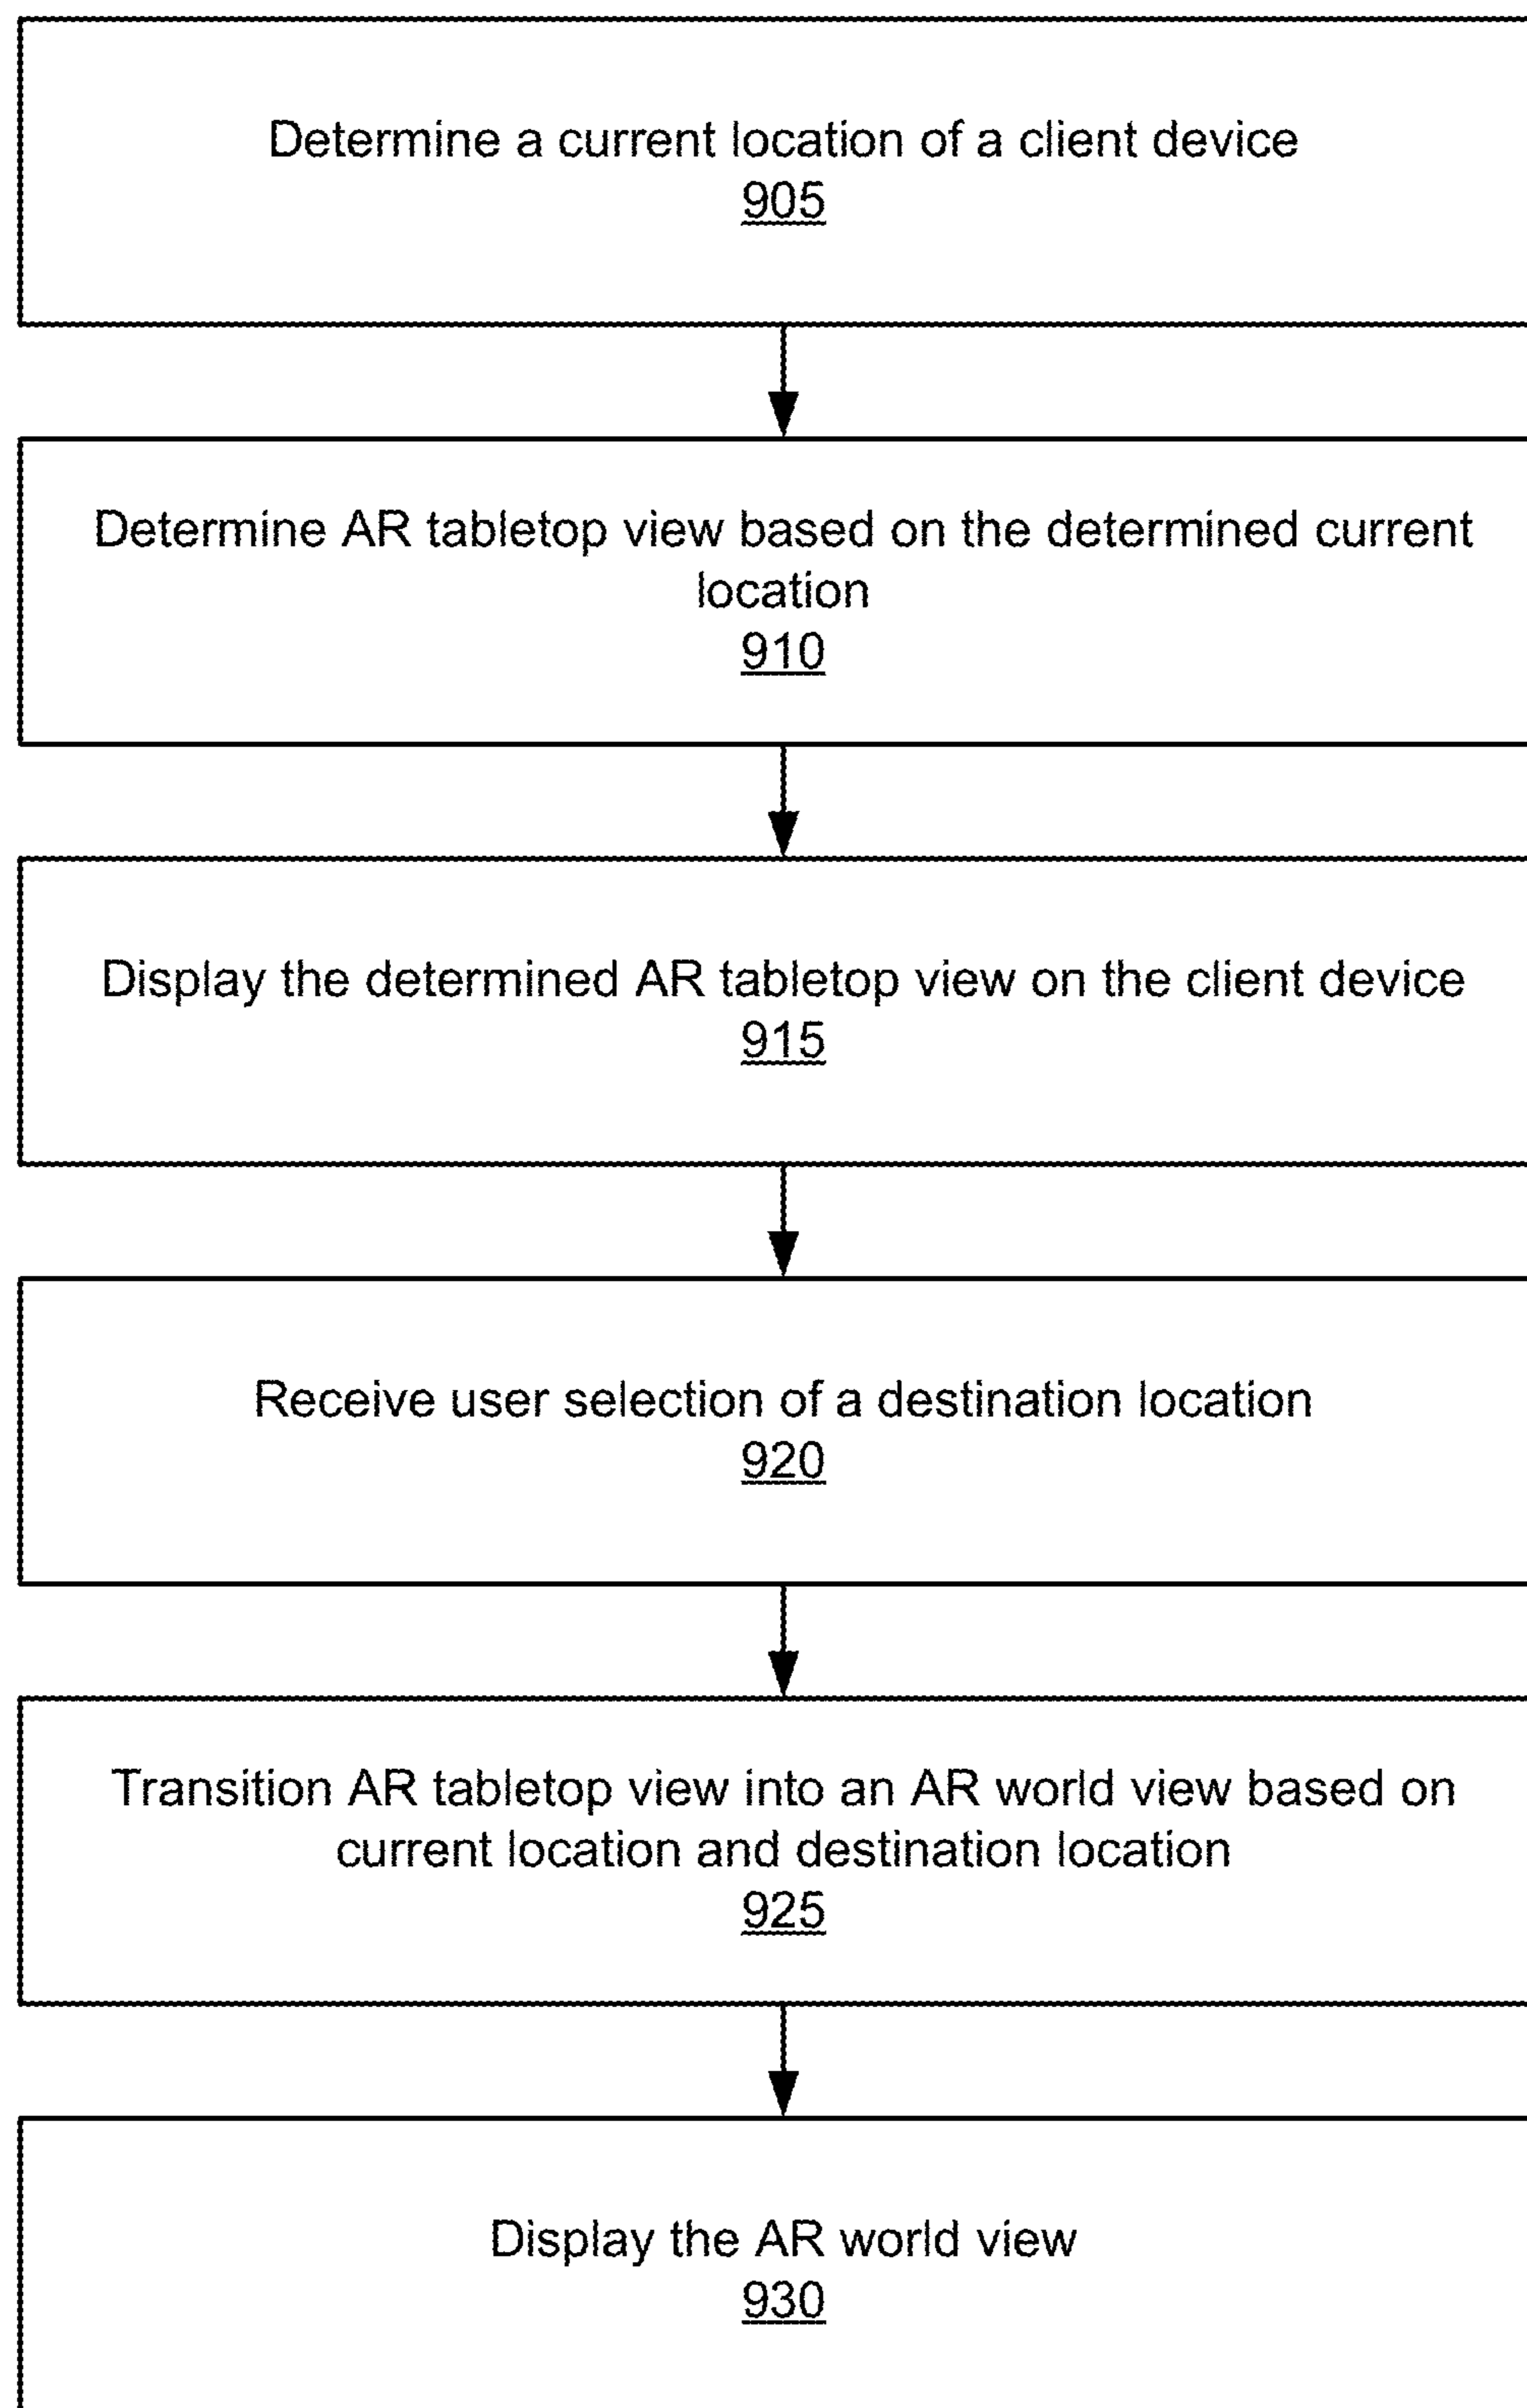 Determine a current location of a client device
905
Determine AR tabletop view based on the determined current
location
910
Display the determined AR tabletop view on the client device
915
Receive user selection of a destination location
920
Transition AR tabletop view into an AR world view based on
current location and destination location
925
Display the AR world view
930